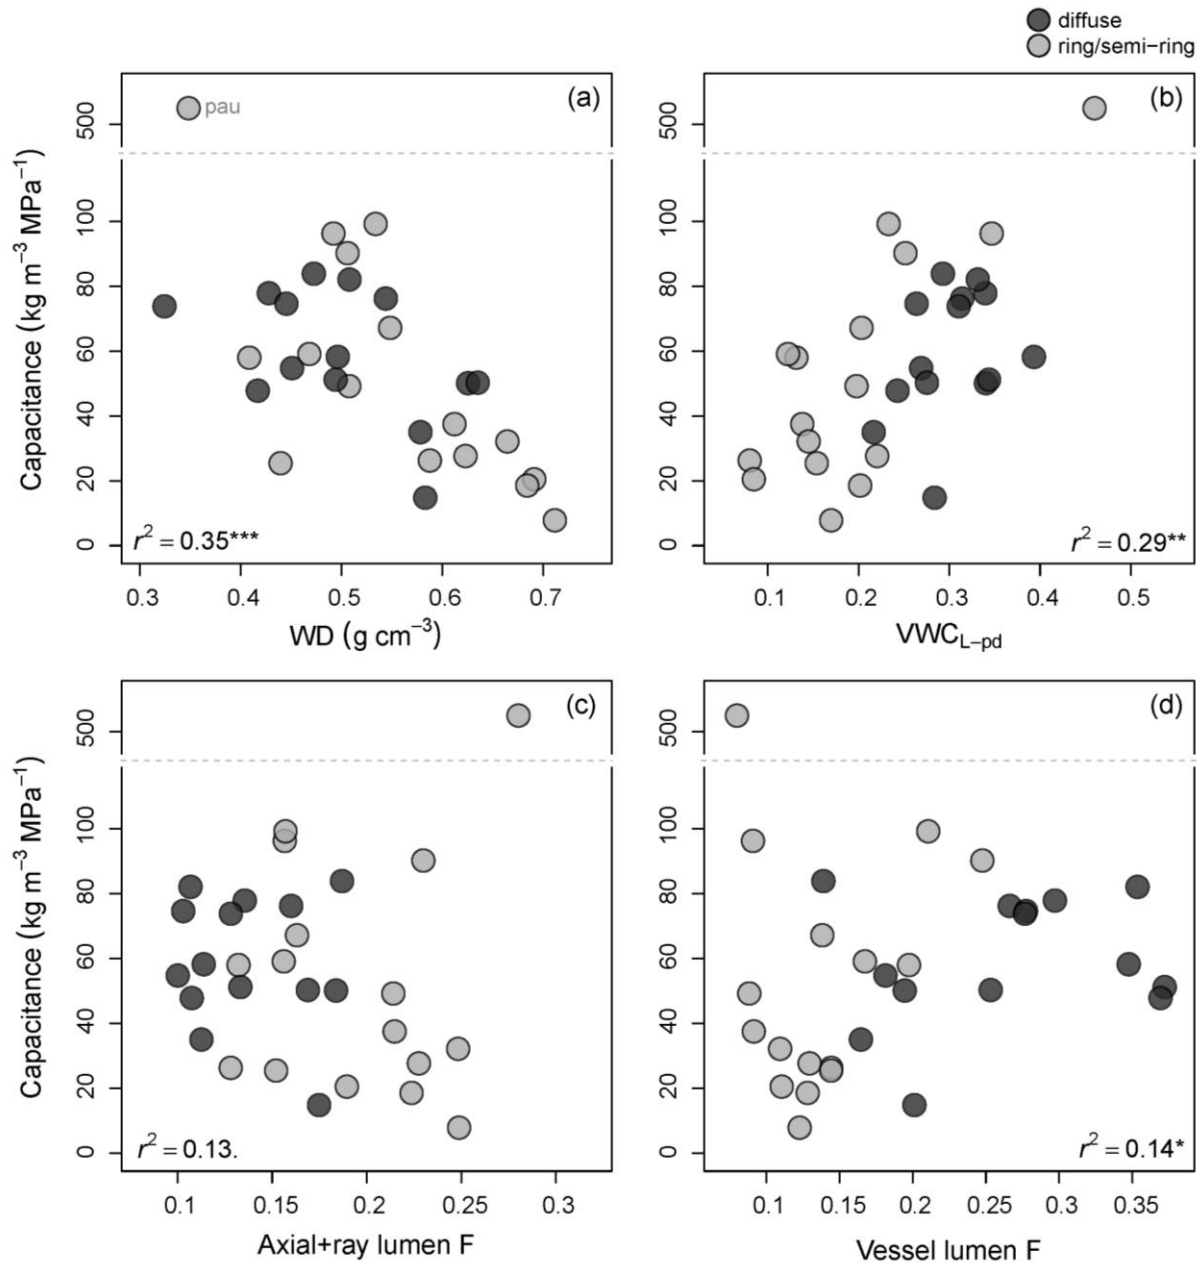 diffuse
ring/semi−ring
(a)
pau
500
100
80
60
40
20
0
Capacitance (kg m⁻³ MPa⁻¹)
r² = 0.35***
0.3 0.4 0.5 0.6 0.7
WD (g cm⁻³)
(b)
500
100
80
60
40
20
0
r² = 0.29**
0.1 0.2 0.3 0.4 0.5
VWC L−pd
(c)
500
100
80
60
40
20
0
Capacitance (kg m⁻³ MPa⁻¹)
r² = 0.13.
0.1 0.15 0.2 0.25 0.3
Axial+ray lumen F
(d)
500
100
80
60
40
20
0
r² = 0.14*
0.1 0.15 0.2 0.25 0.3 0.35
Vessel lumen F